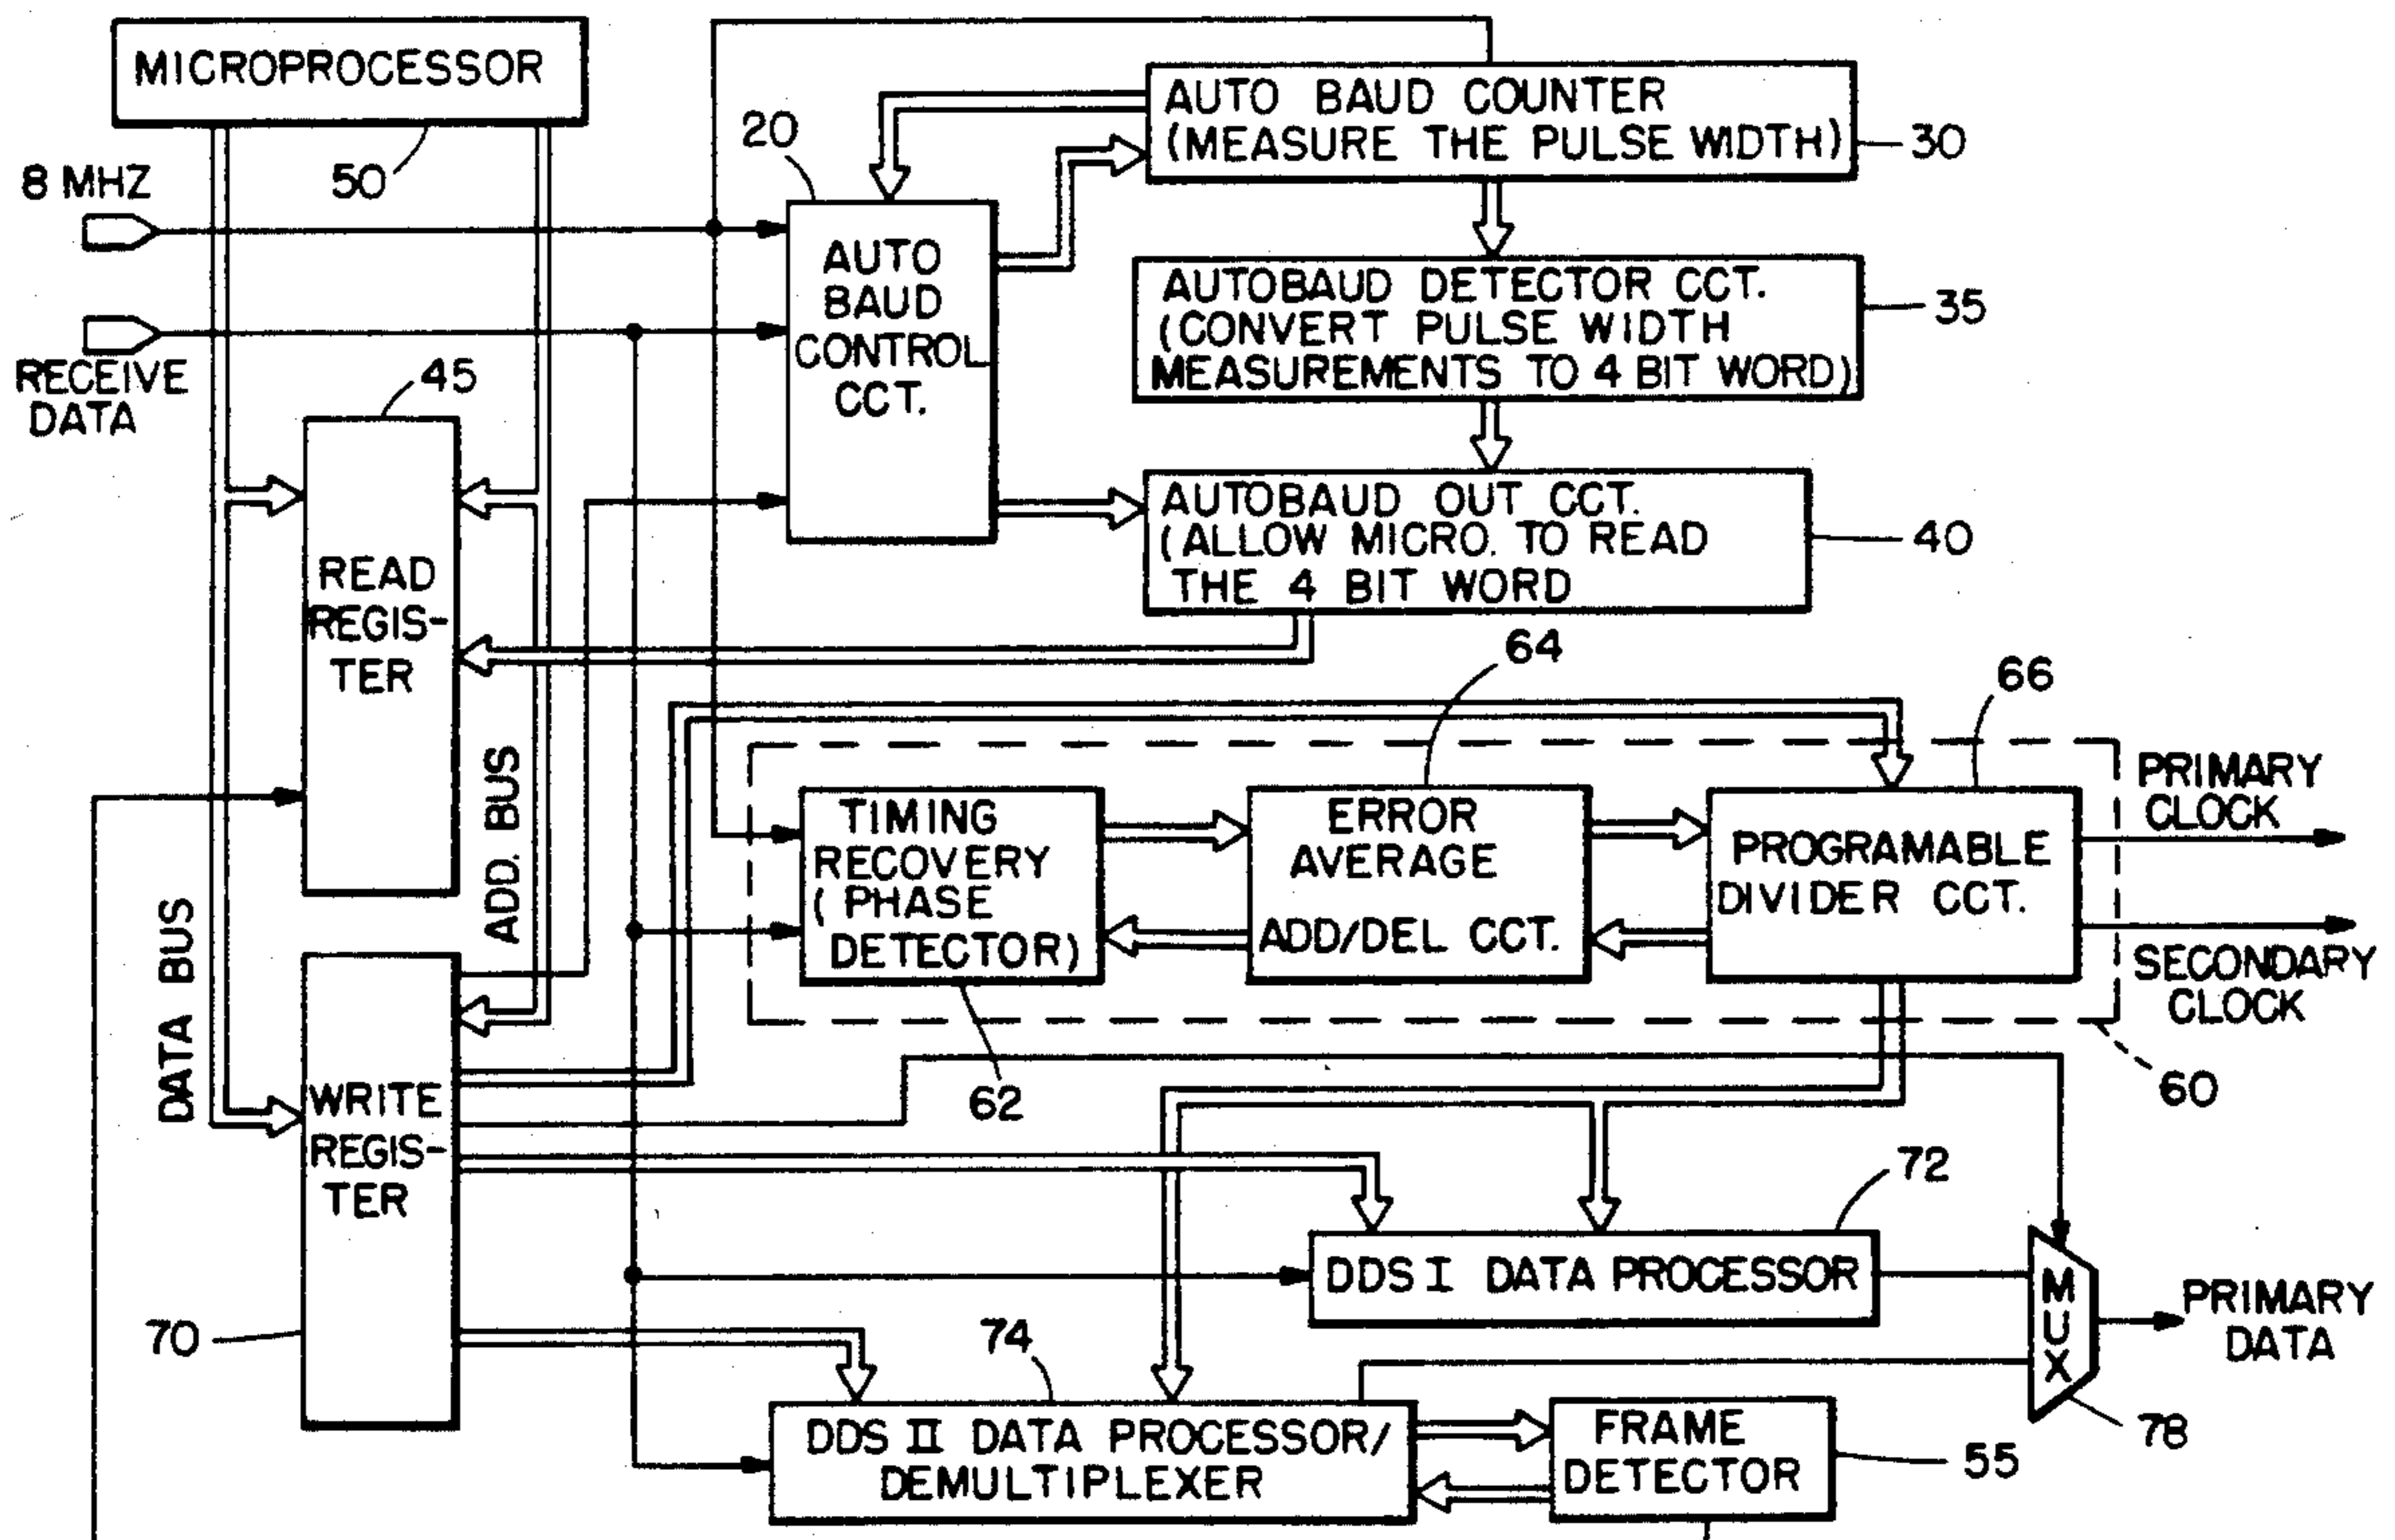 MICROPROCESSOR
50
8 MHZ
RECEIVE
DATA
20
AUTO
BAUD
CONTROL
CCT.
AUTO BAUD COUNTER
(MEASURE THE PULSE WIDTH)
30
AUTOBAUD DETECTOR CCT.
(CONVERT PULSE WIDTH
MEASUREMENTS TO 4 BIT WORD)
35
AUTOBAUD OUT CCT.
(ALLOW MICRO. TO READ
THE 4 BIT WORD
40
45
READ
REGIS-
TER
ADD. BUS
DATA BUS
64
66
TIMING
RECOVERY
(PHASE
DETECTOR)
62
ERROR
AVERAGE
ADD/DEL CCT.
PROGRAMABLE
DIVIDER CCT.
PRIMARY
CLOCK
SECONDARY
CLOCK
60
WRITE
REGIS-
TER
70
72
DDS I DATA PROCESSOR
74
DDS II DATA PROCESSOR/
DEMULTIPLEXER
FRAME
DETECTOR
55
MUX
78
PRIMARY
DATA